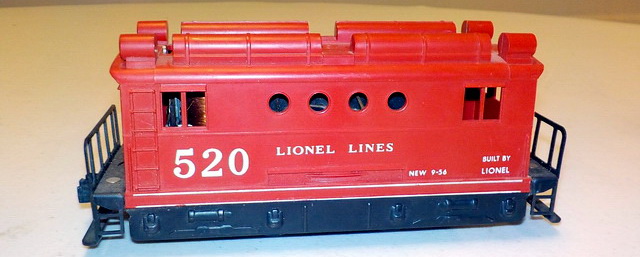 520
LIONEL LINES
NEW 9-56
BUILT BY
LIONEL